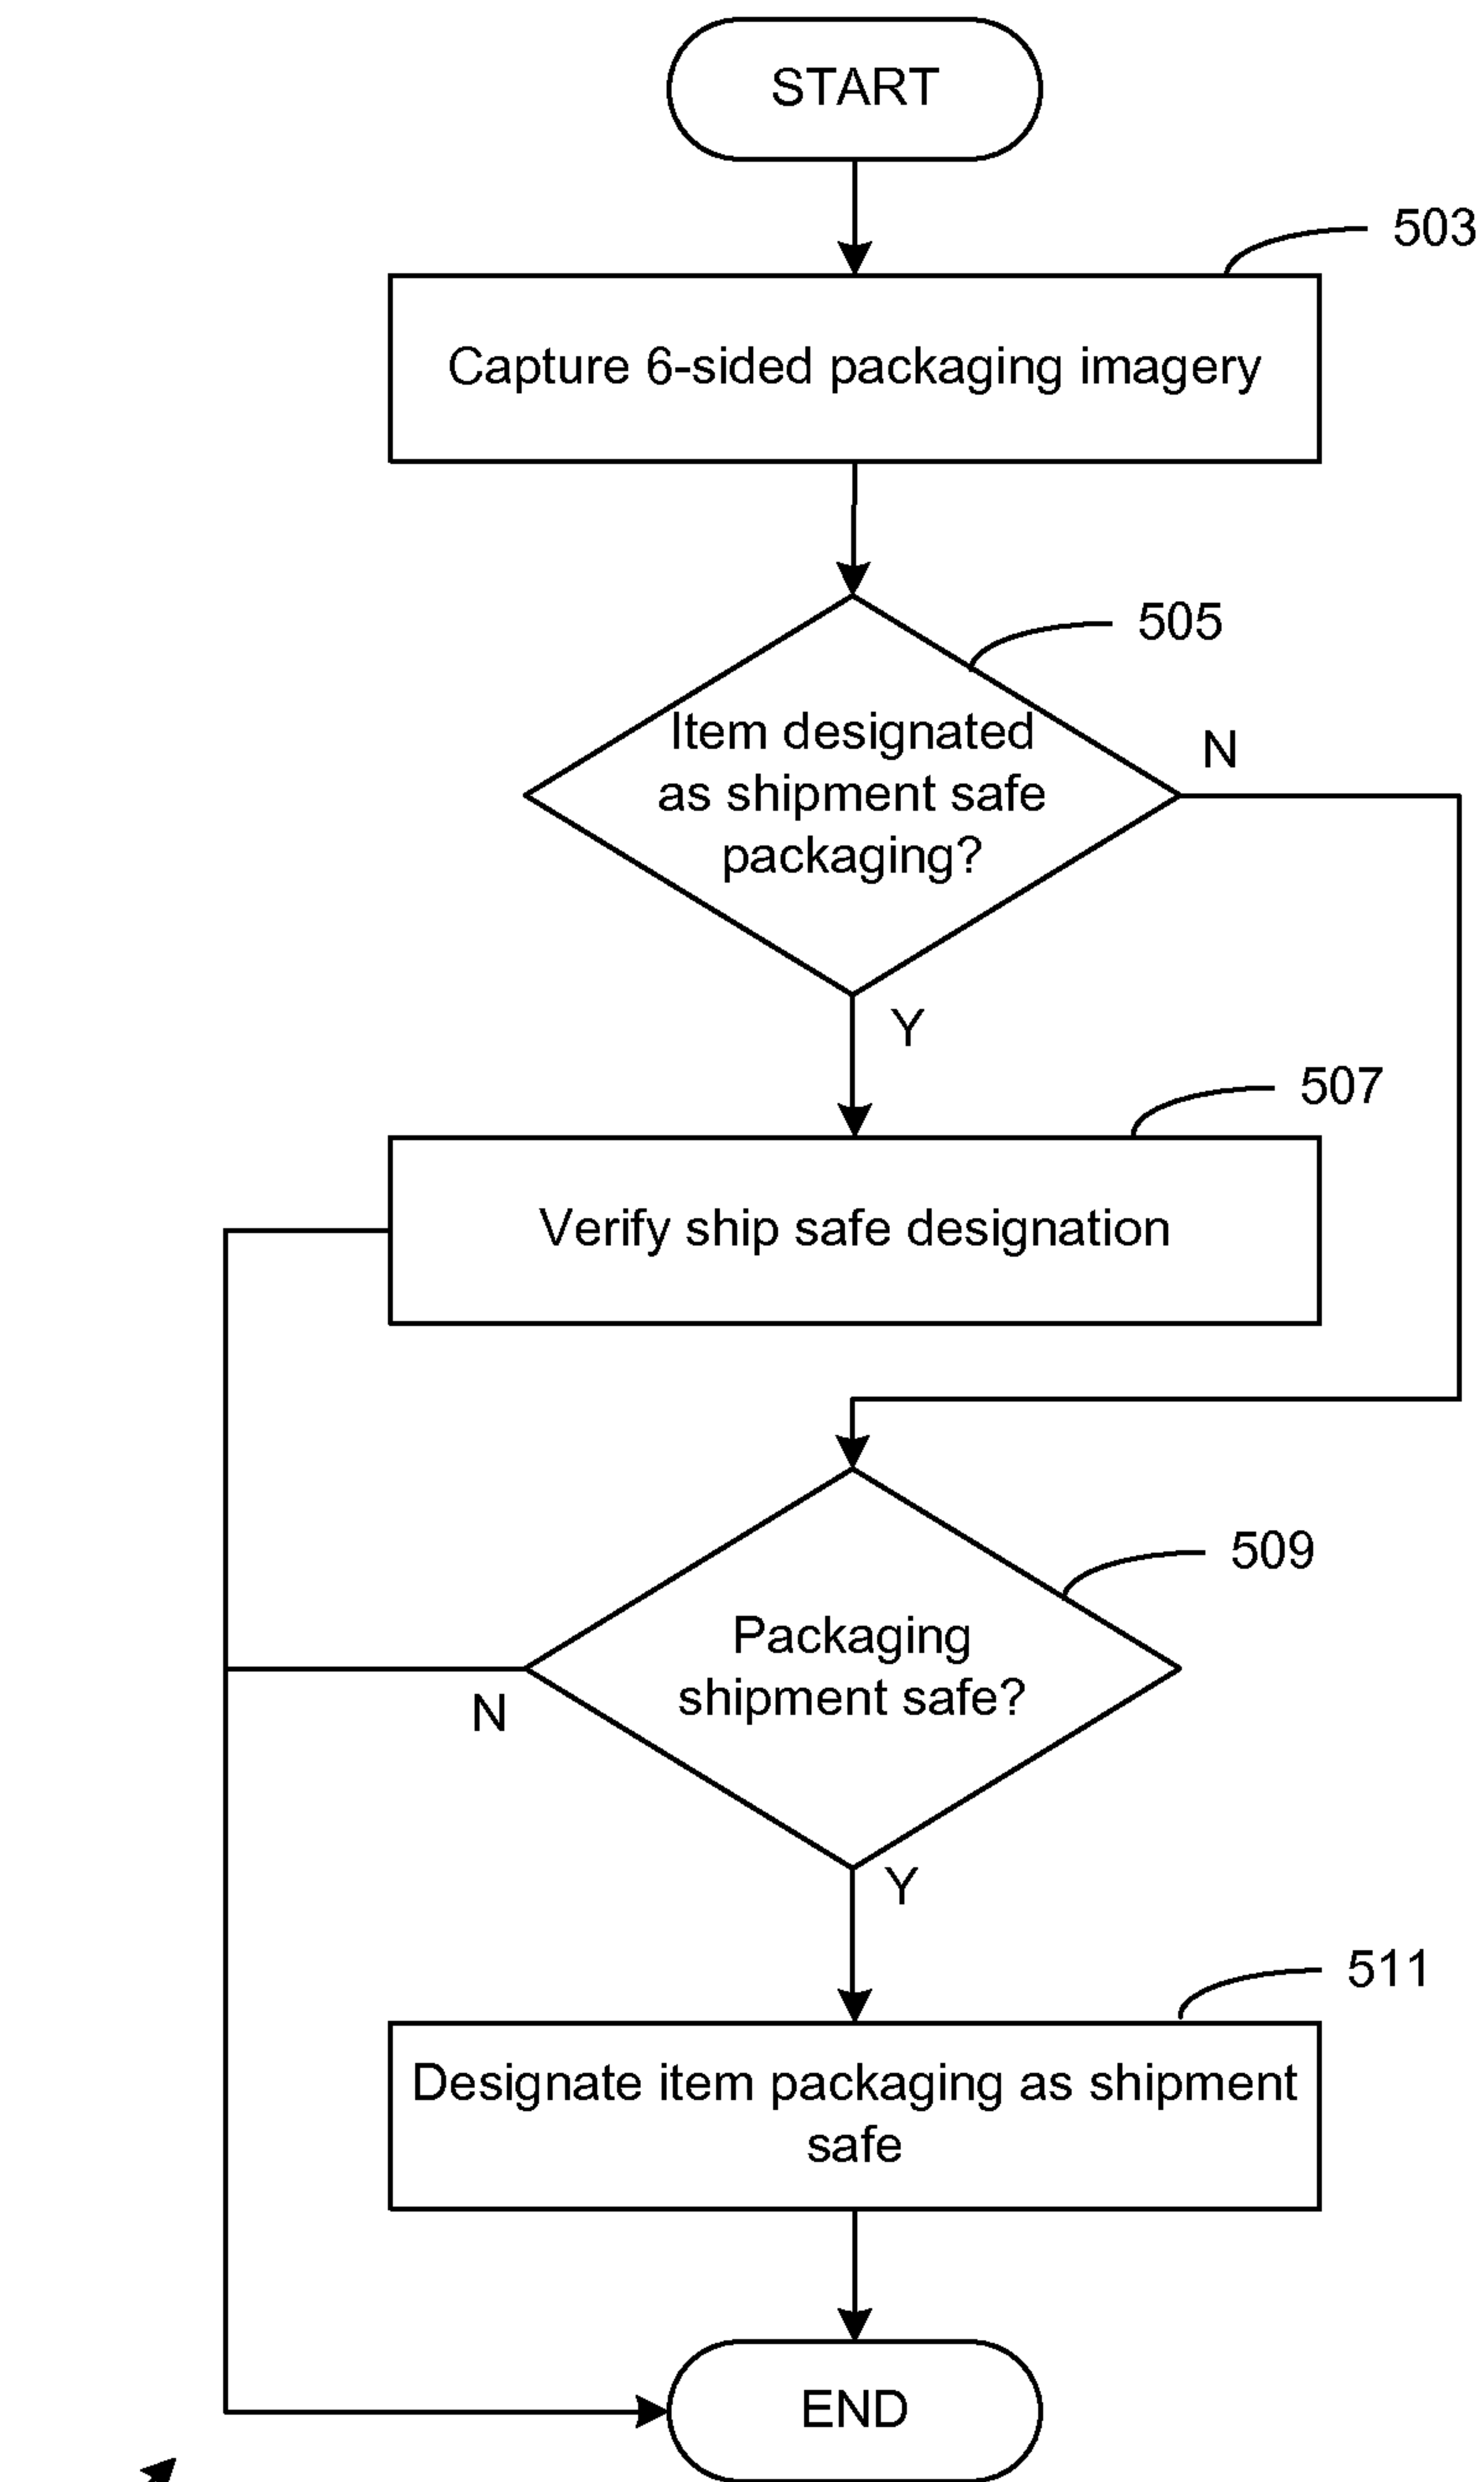 START
503
Capture 6-sided packaging imagery
505
Item designated
as shipment safe
packaging?
N
Y
507
Verify ship safe designation
509
Packaging
shipment safe?
N
Y
511
Designate item packaging as shipment
safe
END